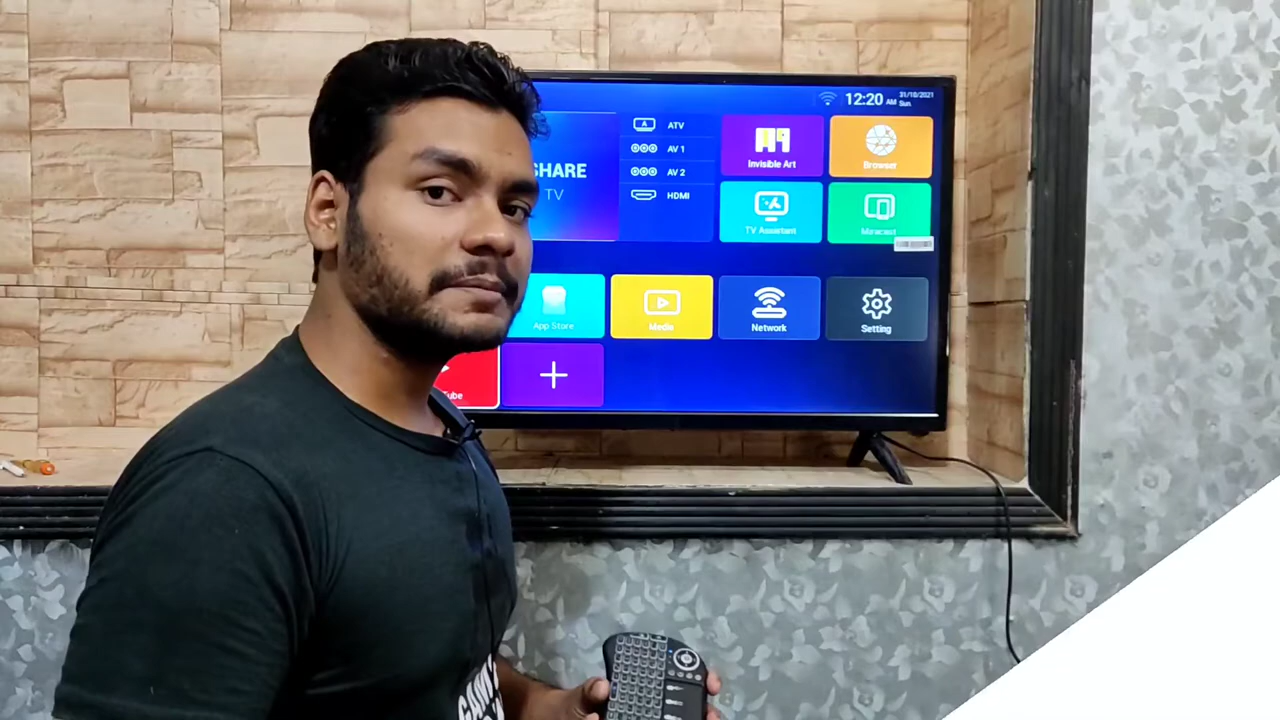 12:20 AM
31/10/2021
Sun.
SHARE
TV
ATV
AV 1
AV 2
HDMI
Invisible Art
Browser
TV Assistant
Miracast
App Store
Media
Network
Setting
ube